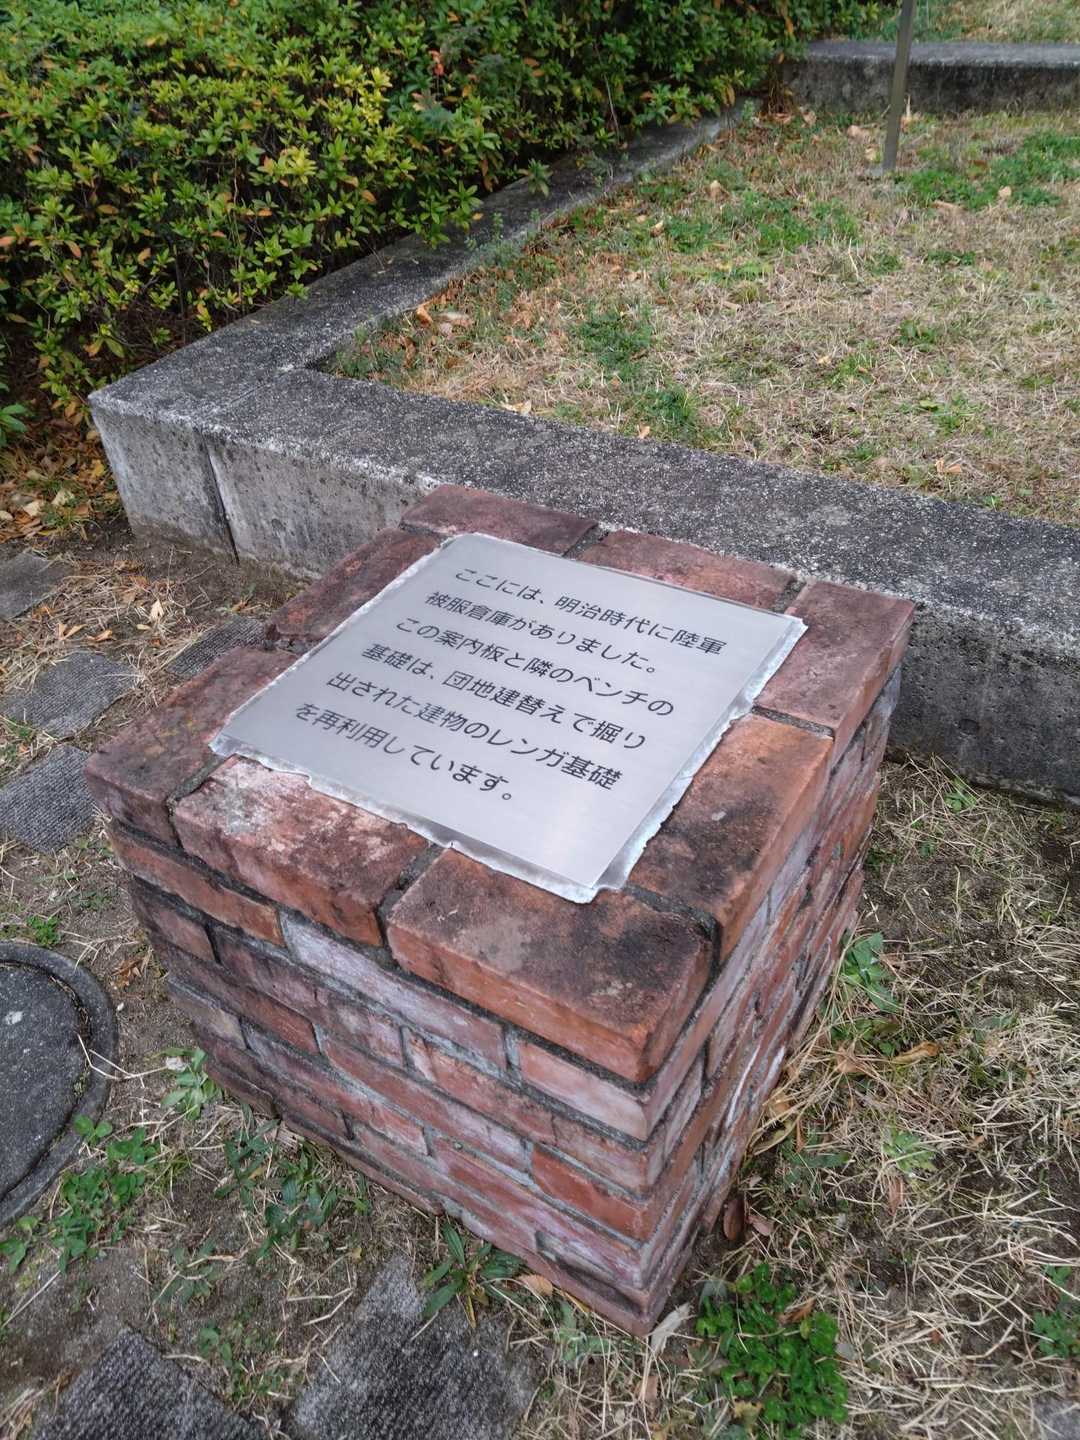 ここには、明治時代に陸軍
被服倉庫がありました。
この案内板と隣のベンチの
基礎は、団地建替えで掘り
出された建物のレンガ基礎
を再利用しています。